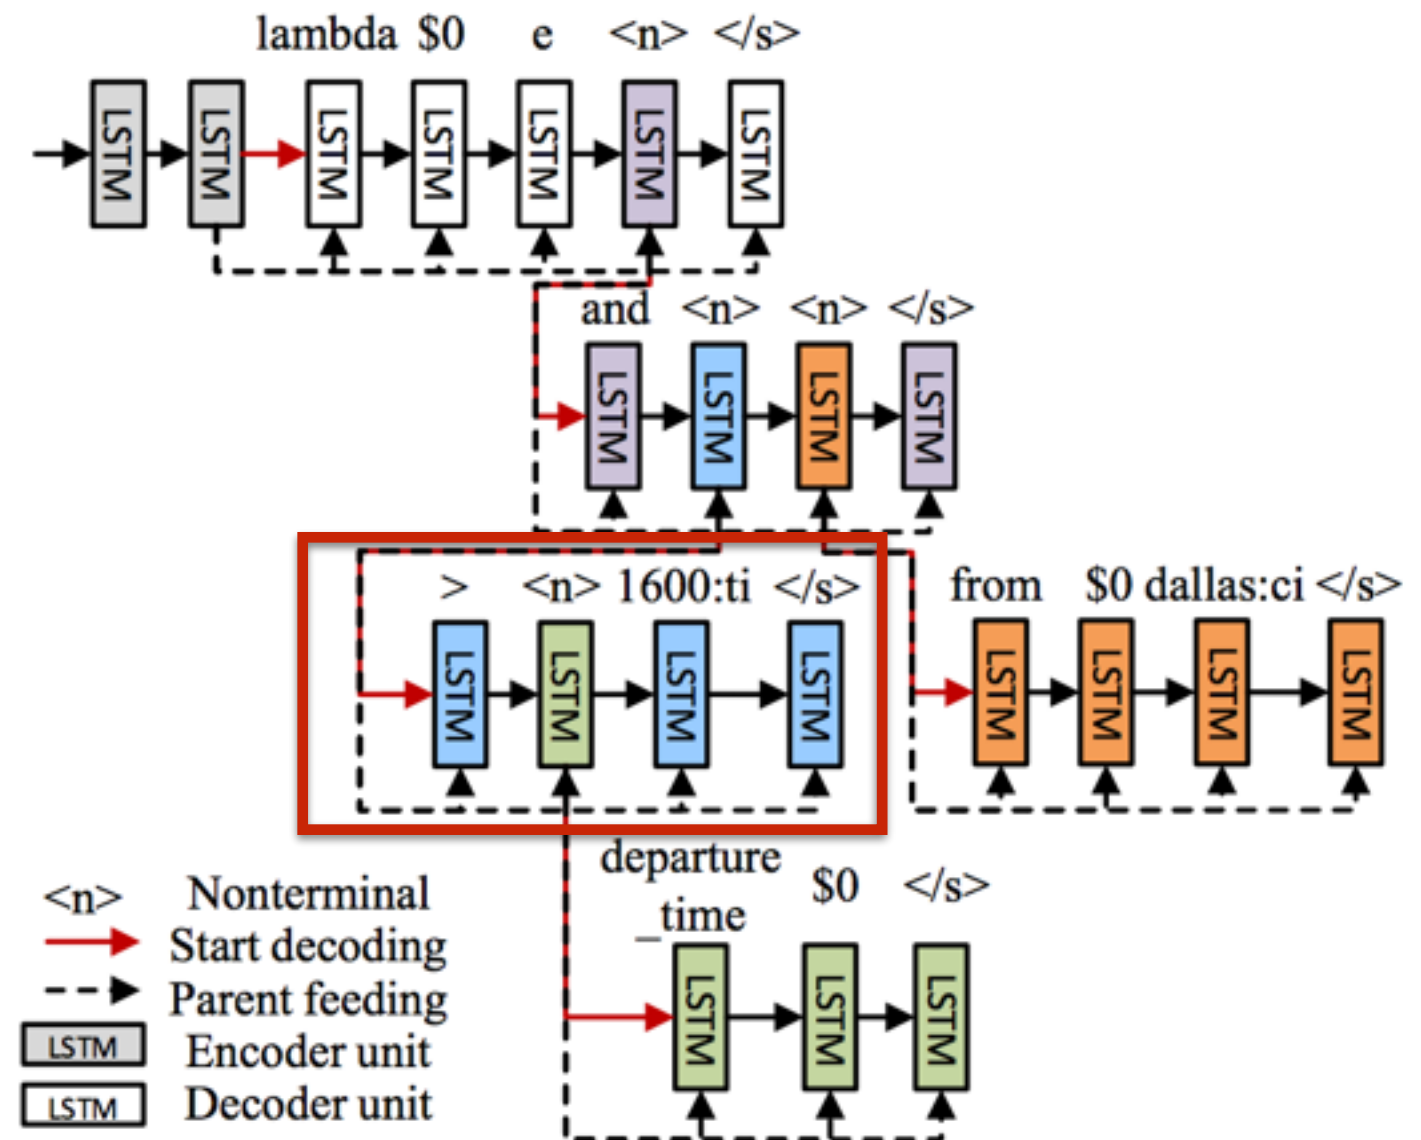 lambda $0 e <n> </s>
LSTM LSTM LSTM LSTM LSTM LSTM LSTM
and <n> <n> </s>
LSTM LSTM LSTM LSTM
> <n> 1600:ti </s>
LSTM LSTM LSTM LSTM
from $0 dallas:ci </s>
LSTM LSTM LSTM LSTM
departure
_time $0 </s>
LSTM LSTM LSTM
<n> Nonterminal
Start decoding
Parent feeding
LSTM Encoder unit
LSTM Decoder unit